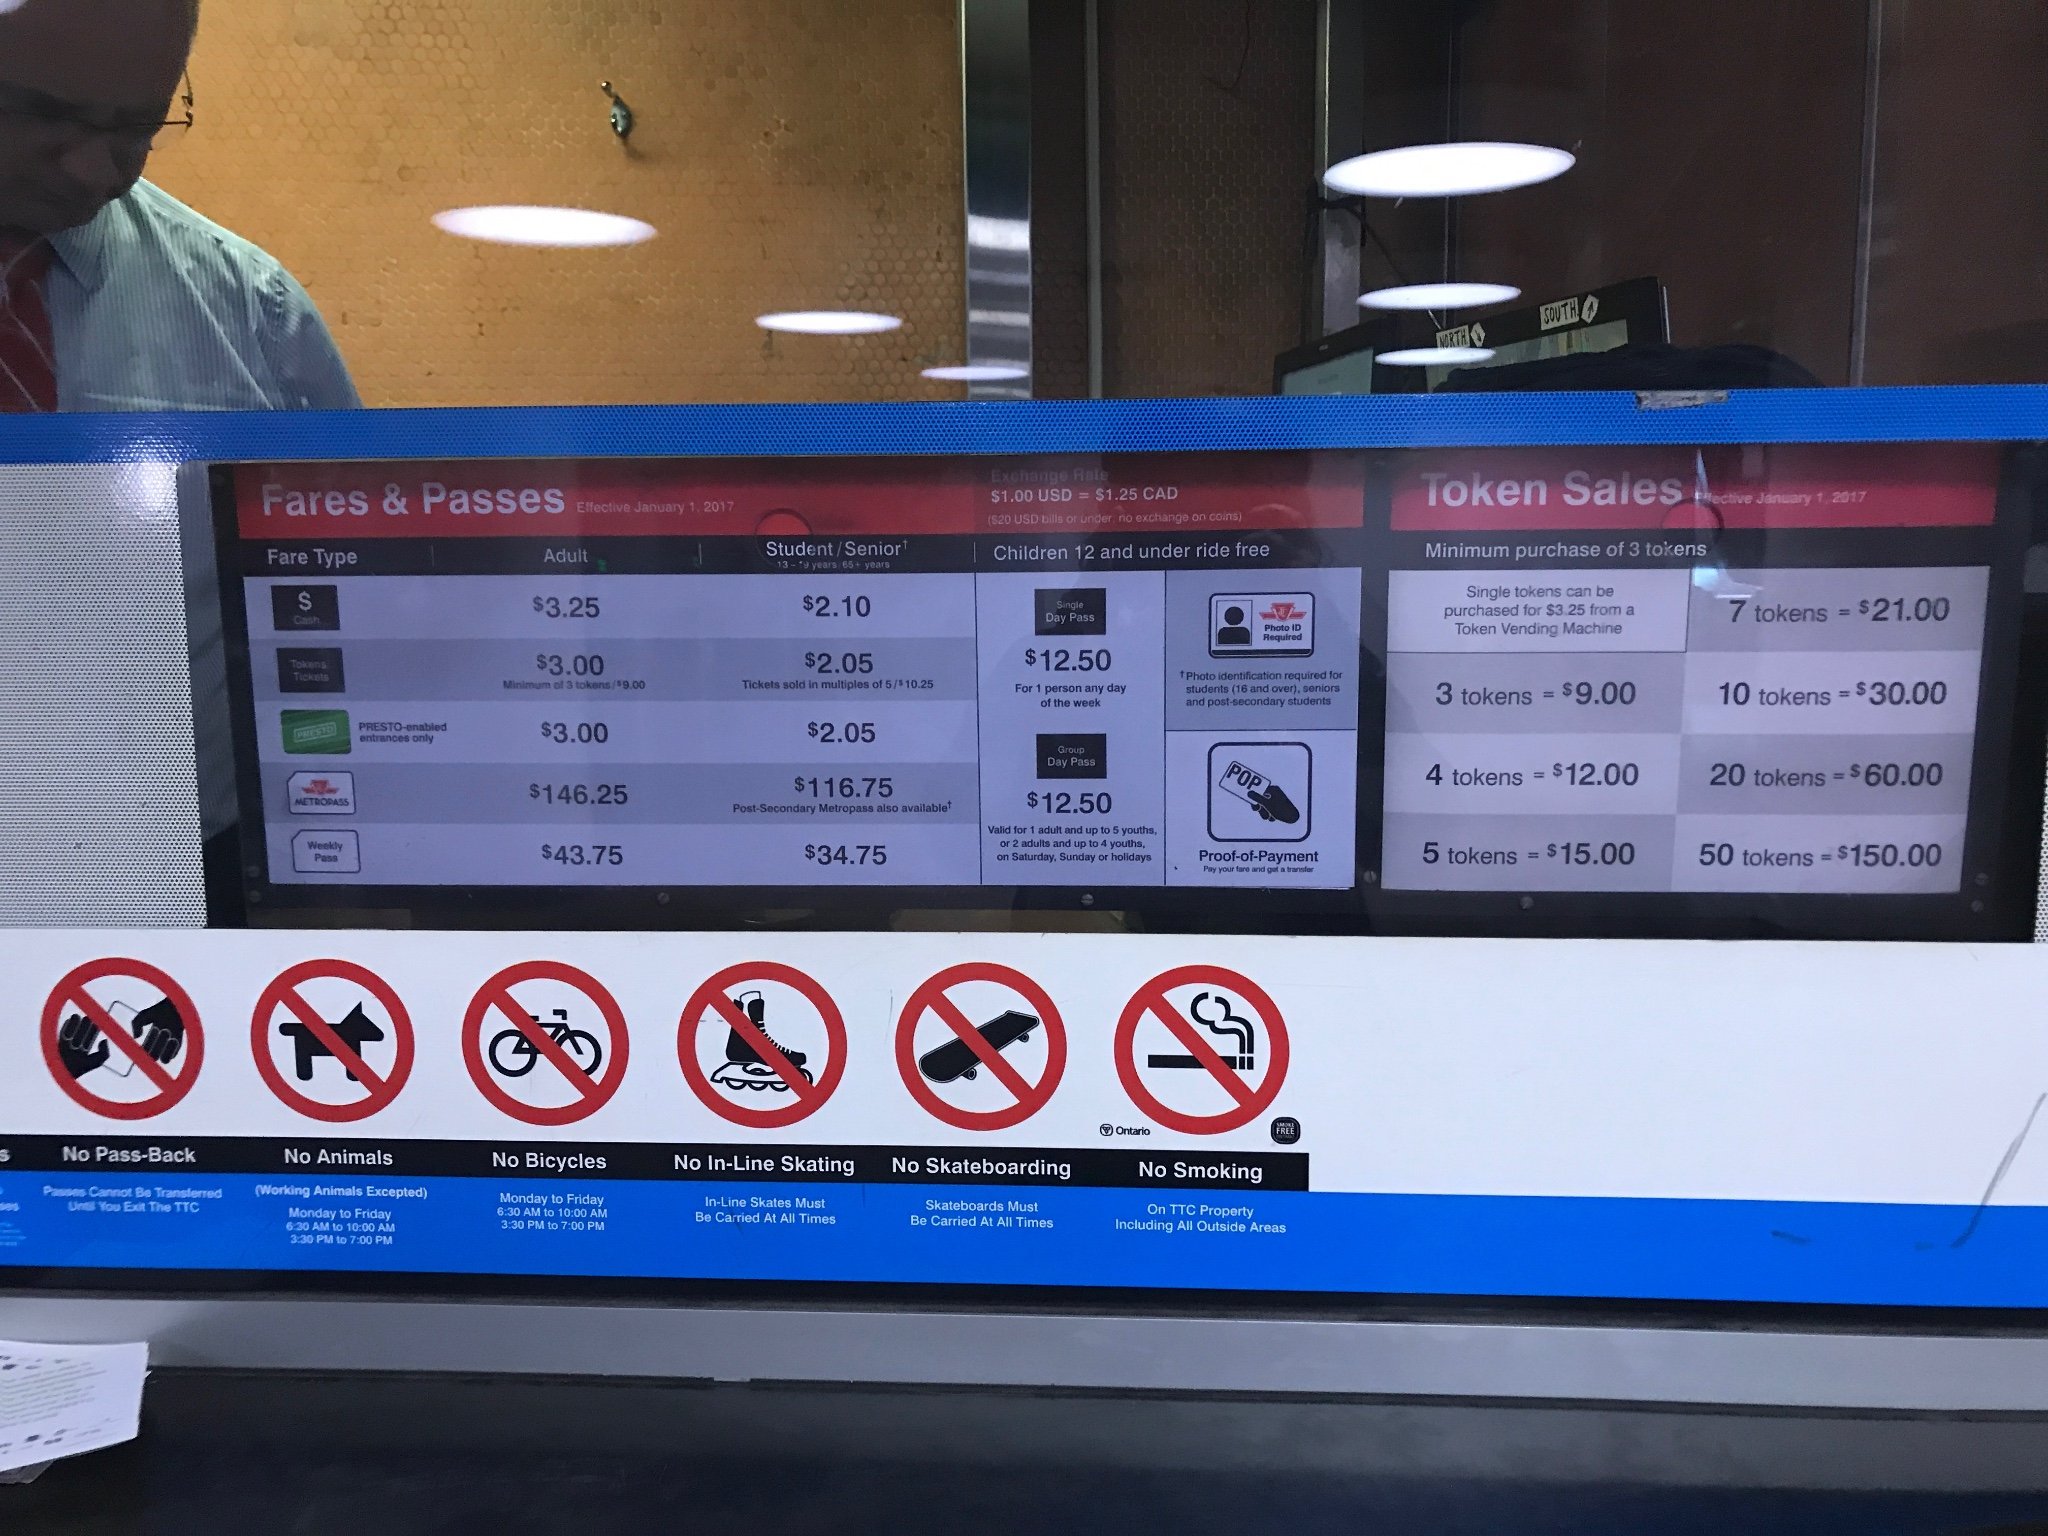 NORTH
SOUTH
Fares & Passes Effective January 1, 2017
Exchange Rate
$1.00 USD = $1.25 CAD
($20 USD bills or under, no exchange on coins)
Fare Type
Adult
Student/Senior†
13 - 19 years, 65+ years
Children 12 and under ride free
$
Cash
$3.25
$2.10
Tokens
Tickets
$3.00
Minimum of 3 tokens/$9.00
$2.05
Tickets sold in multiples of 5/$10.25
PRESTO
PRESTO-enabled
entrances only
$3.00
$2.05
METROPASS
$146.25
$116.75
Post-Secondary Metropass also available†
Weekly
Pass
$43.75
$34.75
Single
Day Pass
$12.50
For 1 person any day
of the week
Group
Day Pass
$12.50
Valid for 1 adult and up to 5 youths,
or 2 adults and up to 4 youths,
on Saturday, Sunday or holidays
Photo ID
Required
†Photo identification required for
students (16 and over), seniors
and post-secondary students
POP
Proof-of-Payment
Pay your fare and get a transfer
Token Sales Effective January 1, 2017
Minimum purchase of 3 tokens
Single tokens can be
purchased for $3.25 from a
Token Vending Machine
7 tokens = $21.00
3 tokens = $9.00
10 tokens = $30.00
4 tokens = $12.00
20 tokens = $60.00
5 tokens = $15.00
50 tokens = $150.00
No Pass-Back
Passes Cannot Be Transferred
Until You Exit The TTC
No Animals
(Working Animals Excepted)
Monday to Friday
6:30 AM to 10:00 AM
3:30 PM to 7:00 PM
No Bicycles
Monday to Friday
6:30 AM to 10:00 AM
3:30 PM to 7:00 PM
No In-Line Skating
In-Line Skates Must
Be Carried At All Times
No Skateboarding
Skateboards Must
Be Carried At All Times
Ontario
SMOKE
FREE
No Smoking
On TTC Property
Including All Outside Areas